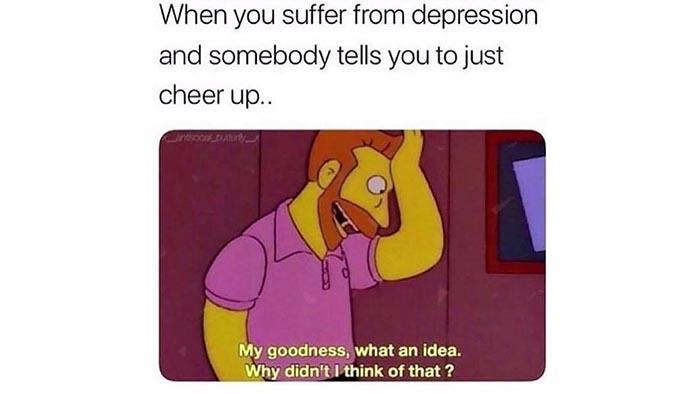 When you suffer from depression
and somebody tells you to just
cheer up..
My goodness, what an idea.
Why didn't I think of that ?